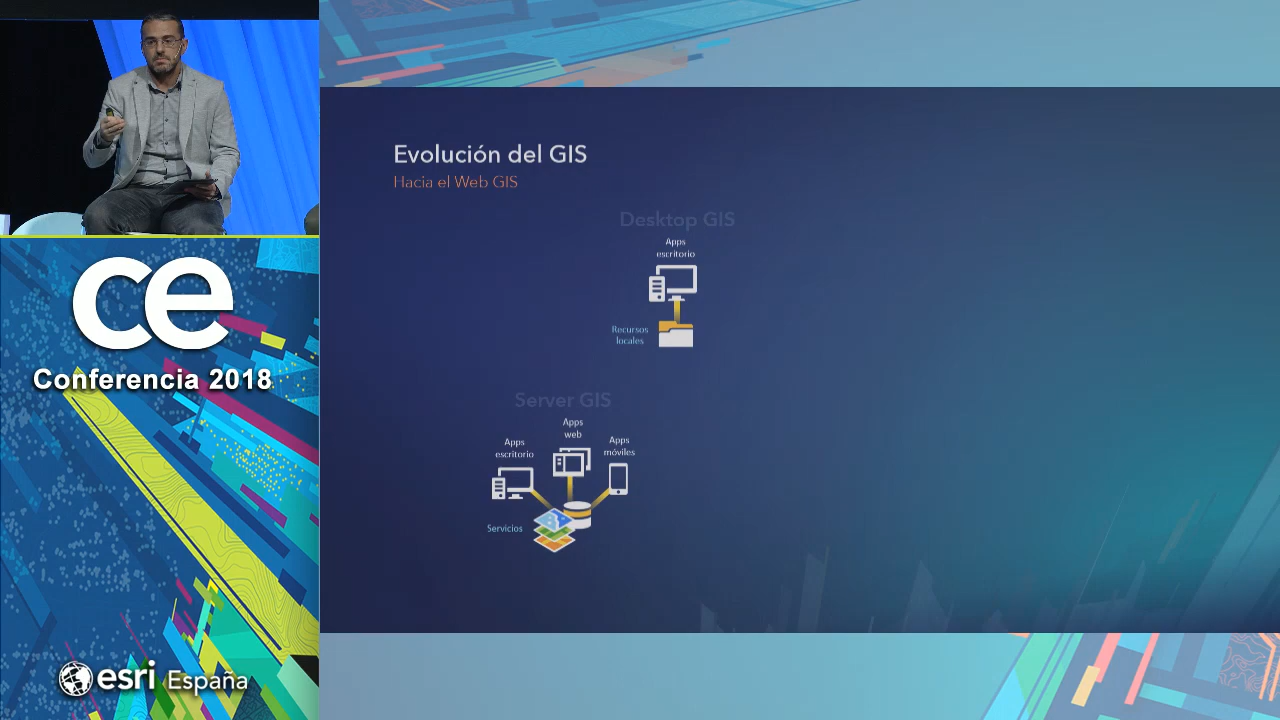 Evolución del GIS
Hacia el Web GIS
Desktop GIS
Apps
escritorio
Recursos
locales
Server GIS
Apps
web
Apps
escritorio
Apps
móviles
Servicios
ce
Conferencia 2018
esri España